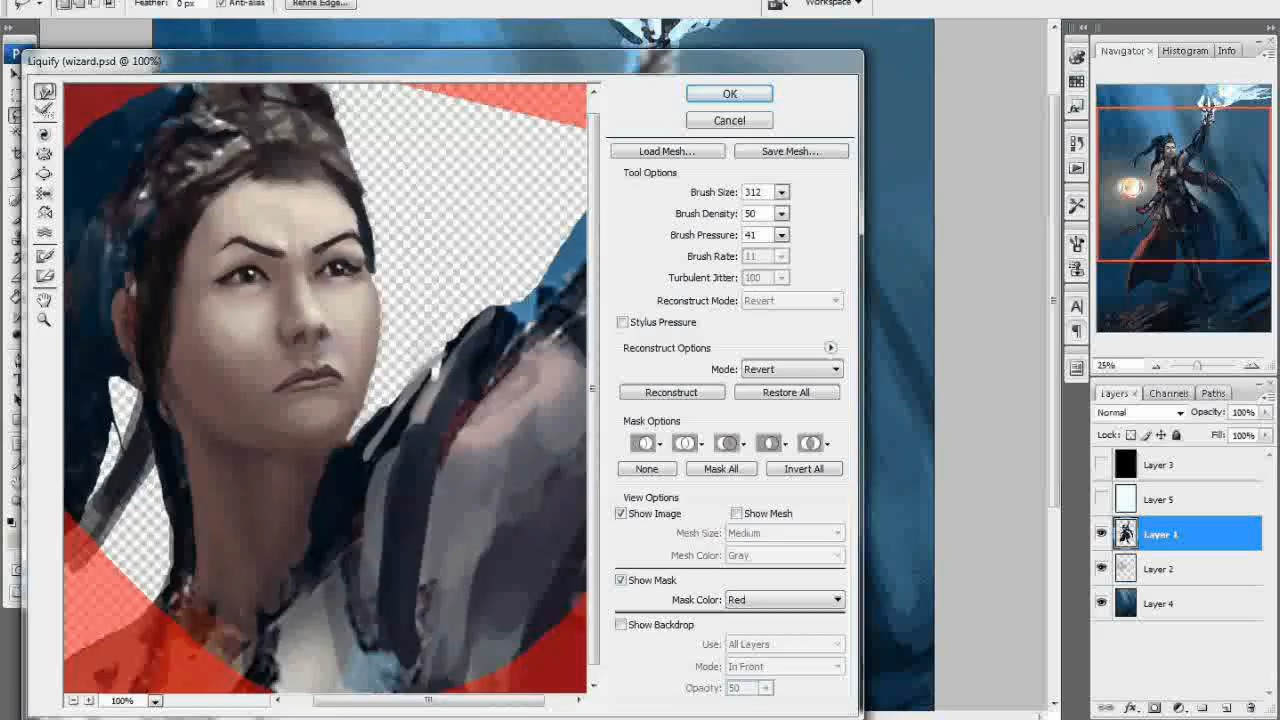 Feather: 0 px Anti-alias Refine Edge... Workspace
Liquify (wizard.psd @ 100%)
OK
Cancel
Load Mesh... Save Mesh...
Tool Options
Brush Size: 312
Brush Density: 50
Brush Pressure: 41
Brush Rate: 11
Turbulent Jitter: 100
Reconstruct Mode: Revert
Stylus Pressure
Reconstruct Options
Mode: Revert
Reconstruct Restore All
Mask Options
None Mask All Invert All
View Options
Show Image Show Mesh
Mesh Size: Medium
Mesh Color: Gray
Show Mask
Mask Color: Red
Show Backdrop
Use: All Layers
Mode: In Front
Opacity: 50
100%
Navigator Histogram Info
25%
Layers Channels Paths
Normal Opacity: 100%
Lock: Fill: 100%
Layer 3
Layer 5
Layer 1
Layer 2
Layer 4